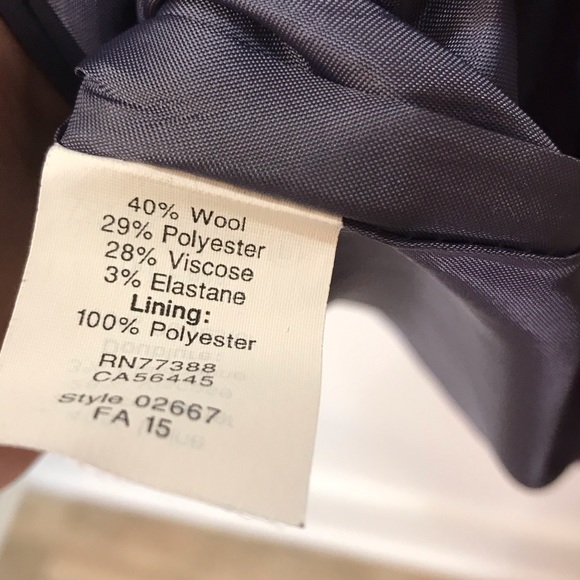 40% Wool
29% Polyester
28% Viscose
3% Elastane
Lining:
100% Polyester
RN77388
CA56445
Style 02667
FA 15